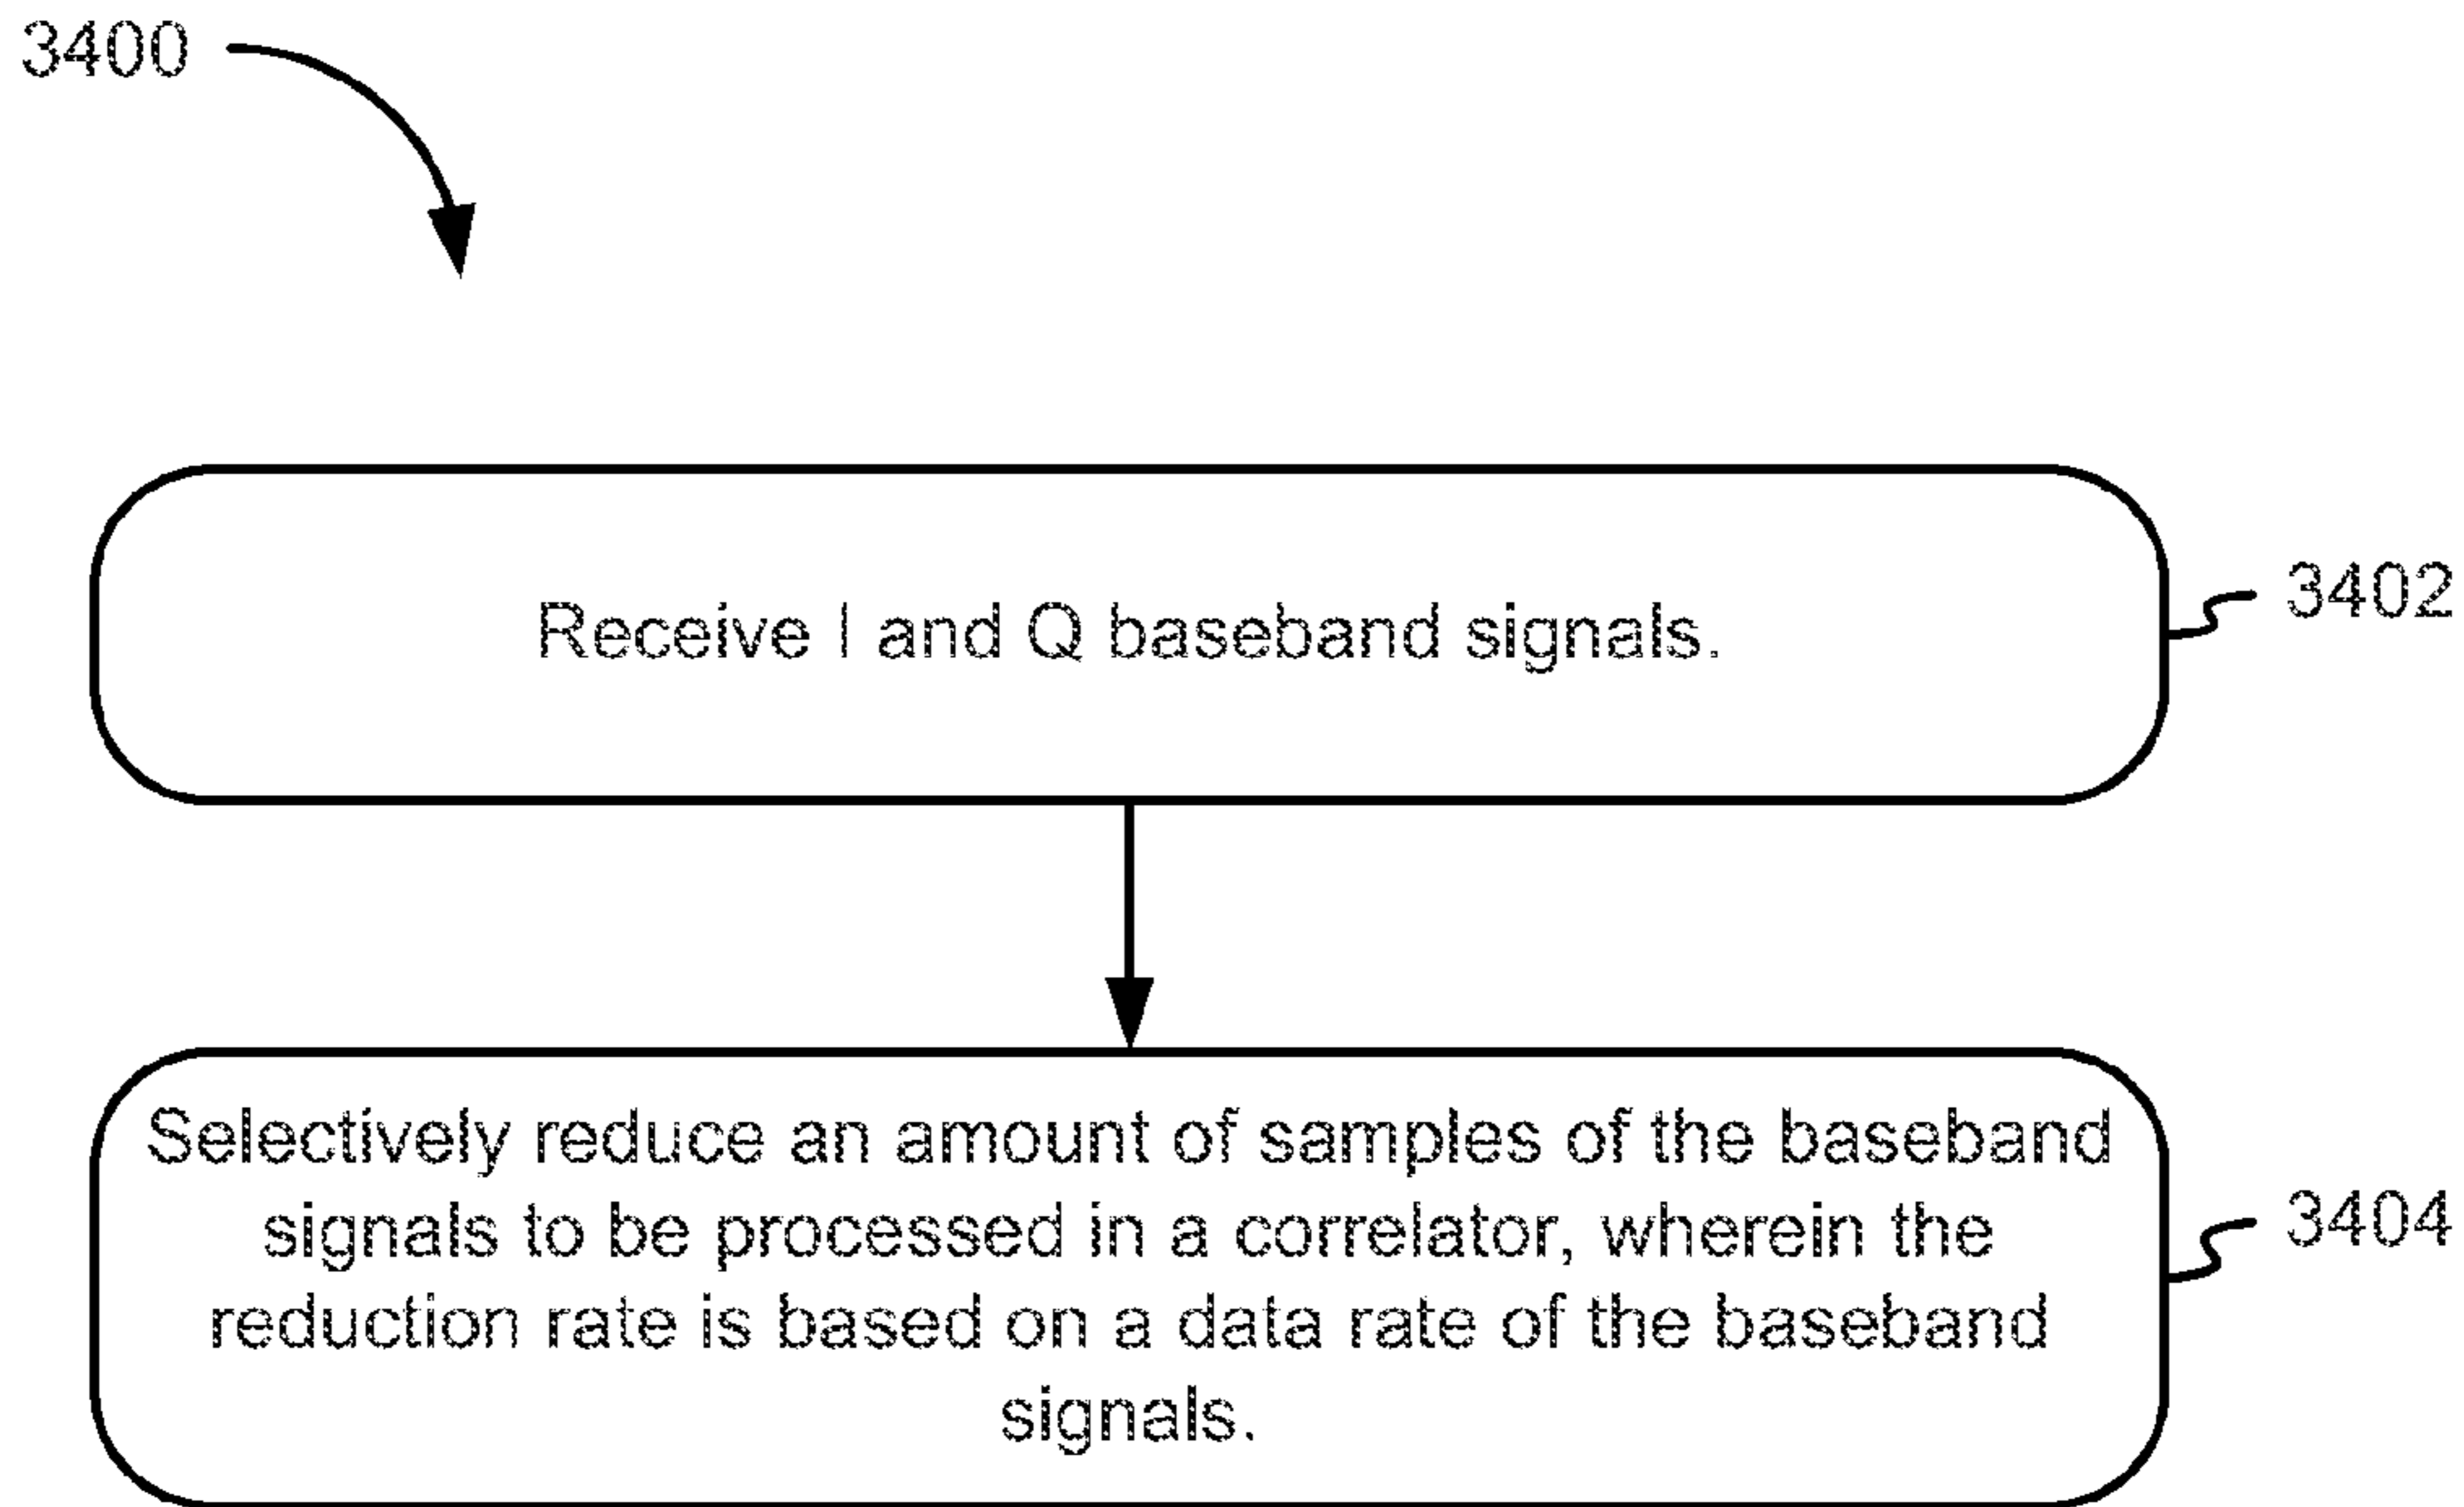 3400
Receive I and Q baseband signals.
3402
Selectively reduce an amount of samples of the baseband
signals to be processed in a correlator, wherein the
reduction rate is based on a data rate of the baseband
signals.
3404